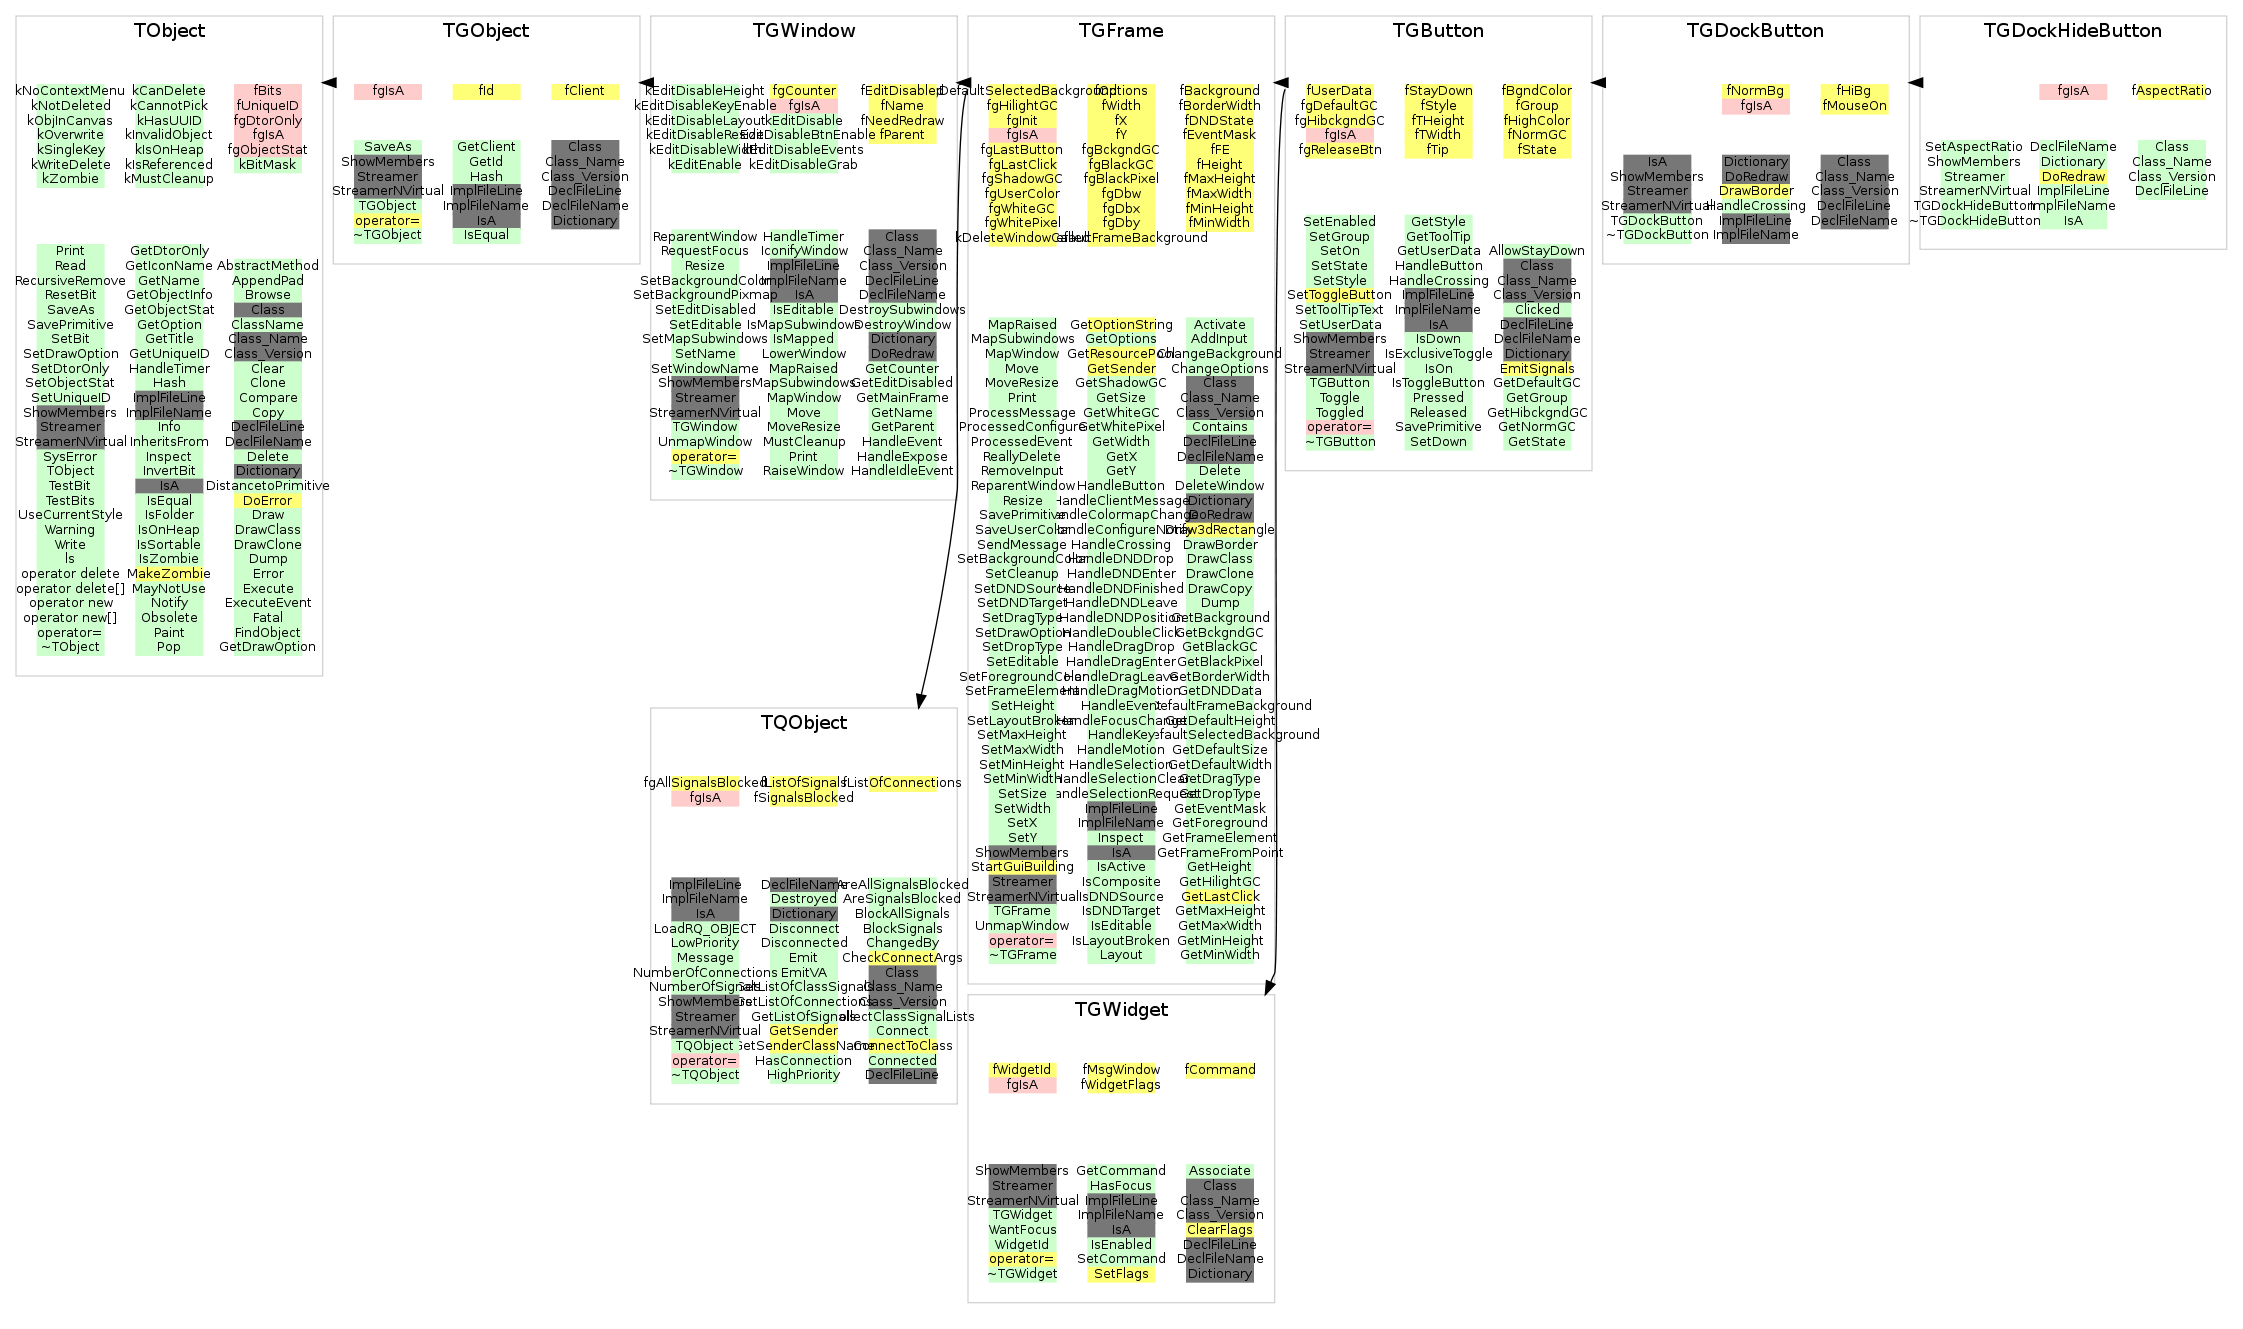 TObject
kNoContextMenu
kNotDeleted
kObjInCanvas
kOverwrite
kSingleKey
kWriteDelete
kZombie
kCanDelete
kCannotPick
kHasUUID
kInvalidObject
kIsOnHeap
kIsReferenced
kMustCleanup
fBits
fUniqueID
fgDtorOnly
fgIsA
fgObjectStat
kBitMask
Print
Read
RecursiveRemove
ResetBit
SaveAs
SavePrimitive
SetBit
SetDrawOption
SetDtorOnly
SetObjectStat
SetUniqueID
ShowMembers
Streamer
StreamerNVirtual
SysError
TObject
TestBit
TestBits
UseCurrentStyle
Warning
Write
ls
operator delete
operator delete[]
operator new
operator new[]
operator=
~TObject
GetDtorOnly
GetIconName
GetName
GetObjectInfo
GetObjectStat
GetOption
GetTitle
GetUniqueID
HandleTimer
Hash
ImplFileLine
ImplFileName
Info
InheritsFrom
Inspect
InvertBit
IsA
IsEqual
IsFolder
IsOnHeap
IsSortable
IsZombie
MakeZombie
MayNotUse
Notify
Obsolete
Paint
Pop
AbstractMethod
AppendPad
Browse
Class
ClassName
Class_Name
Class_Version
Clear
Clone
Compare
Copy
DeclFileLine
DeclFileName
Delete
Dictionary
DistancetoPrimitive
DoError
Draw
DrawClass
DrawClone
Dump
Error
Execute
ExecuteEvent
Fatal
FindObject
GetDrawOption
TGObject
fgIsA
fId
fClient
SaveAs
ShowMembers
Streamer
StreamerNVirtual
TGObject
operator=
~TGObject
GetClient
GetId
Hash
ImplFileLine
ImplFileName
IsA
IsEqual
Class
Class_Name
Class_Version
DeclFileLine
DeclFileName
Dictionary
TGWindow
kEditDisableHeight
kEditDisableKeyEnable
kEditDisableLayout
kEditDisableResize
kEditDisableWidth
kEditEnable
fgCounter
fgIsA
kEditDisable
kEditDisableBtnEnable
kEditDisableEvents
kEditDisableGrab
fEditDisabled
fName
fNeedRedraw
fParent
ReparentWindow
RequestFocus
Resize
SetBackgroundColor
SetBackgroundPixmap
SetEditDisabled
SetEditable
SetMapSubwindows
SetName
SetWindowName
ShowMembers
Streamer
StreamerNVirtual
TGWindow
UnmapWindow
operator=
~TGWindow
HandleTimer
IconifyWindow
ImplFileLine
ImplFileName
IsA
IsEditable
IsMapSubwindows
IsMapped
LowerWindow
MapRaised
MapSubwindows
MapWindow
Move
MoveResize
MustCleanup
Print
RaiseWindow
Class
Class_Name
Class_Version
DeclFileLine
DeclFileName
DestroySubwindows
DestroyWindow
Dictionary
DoRedraw
GetCounter
GetEditDisabled
GetMainFrame
GetName
GetParent
HandleEvent
HandleExpose
HandleIdleEvent
TQObject
fgAllSignalsBlocked
fgIsA
fListOfSignals
fSignalsBlocked
fListOfConnections
ImplFileLine
ImplFileName
IsA
LoadRQ_OBJECT
LowPriority
Message
NumberOfConnections
NumberOfSignals
ShowMembers
Streamer
StreamerNVirtual
TQObject
operator=
~TQObject
DeclFileName
Destroyed
Dictionary
Disconnect
Disconnected
Emit
EmitVA
GetListOfClassSignals
GetListOfConnections
GetListOfSignals
GetSender
GetSenderClassName
HasConnection
HighPriority
AreAllSignalsBlocked
AreSignalsBlocked
BlockAllSignals
BlockSignals
ChangedBy
CheckConnectArgs
Class
Class_Name
Class_Version
ollectClassSignalLists
Connect
ConnectToClass
Connected
DeclFileLine
TGFrame
fgHilightGC
fgInit
fgIsA
fgLastButton
fgLastClick
fgShadowGC
fgUserColor
fgWhiteGC
fgWhitePixel
fOptions
fWidth
fX
fY
fgBckgndGC
fgBlackGC
fgBlackPixel
fgDbw
fgDbx
fgDby
fBackground
fBorderWidth
fDNDState
fEventMask
fFE
fHeight
fMaxHeight
fMaxWidth
fMinHeight
fMinWidth
MapRaised
MapSubwindows
MapWindow
Move
MoveResize
Print
ProcessMessage
ProcessedConfigure
ProcessedEvent
ReallyDelete
RemoveInput
ReparentWindow
Resize
SavePrimitive
SaveUserColor
SendMessage
SetBackgroundColor
SetCleanup
SetDNDSource
SetDNDTarget
SetDragType
SetDrawOption
SetDropType
SetEditable
SetForegroundColor
SetFrameElement
SetHeight
SetLayoutBroken
SetMaxHeight
SetMaxWidth
SetMinHeight
SetMinWidth
SetSize
SetWidth
SetX
SetY
ShowMembers
StartGuiBuilding
Streamer
StreamerNVirtual
TGFrame
UnmapWindow
operator=
~TGFrame
GetOptionString
GetOptions
GetResourcePool
GetSender
GetShadowGC
GetSize
GetWhiteGC
GetWhitePixel
GetWidth
GetX
GetY
HandleButton
HandleClientMessage
HandleColormapChange
HandleConfigureNotify
HandleCrossing
HandleDNDDrop
HandleDNDEnter
HandleDNDFinished
HandleDNDLeave
HandleDNDPosition
HandleDoubleClick
HandleDragDrop
HandleDragEnter
HandleDragLeave
HandleDragMotion
HandleEvent
HandleFocusChange
HandleKey
HandleMotion
HandleSelection
HandleSelectionClear
HandleSelectionRequest
ImplFileLine
ImplFileName
Inspect
IsA
IsActive
IsComposite
IsDNDSource
IsDNDTarget
IsEditable
IsLayoutBroken
Layout
Activate
AddInput
ChangeBackground
ChangeOptions
Class
Class_Name
Class_Version
Contains
DeclFileLine
DeclFileName
Delete
DeleteWindow
Dictionary
DoRedraw
Draw3dRectangle
DrawBorder
DrawClass
DrawClone
DrawCopy
Dump
GetBackground
GetBckgndGC
GetBlackGC
GetBlackPixel
GetBorderWidth
GetDNDData
efaultFrameBackground
GetDefaultHeight
efaultSelectedBackground
GetDefaultSize
GetDefaultWidth
GetDragType
GetDropType
GetEventMask
GetForeground
GetFrameElement
GetFrameFromPoint
GetHeight
GetHilightGC
GetLastClick
GetMaxHeight
GetMaxWidth
GetMinHeight
GetMinWidth
TGWidget
fWidgetId
fgIsA
fMsgWindow
fWidgetFlags
fCommand
ShowMembers
Streamer
StreamerNVirtual
TGWidget
WantFocus
WidgetId
operator=
~TGWidget
GetCommand
HasFocus
ImplFileLine
ImplFileName
IsA
IsEnabled
SetCommand
SetFlags
Associate
Class
Class_Name
Class_Version
ClearFlags
DeclFileLine
DeclFileName
Dictionary
TGButton
fUserData
fgDefaultGC
fgHibckgndGC
fgIsA
fgReleaseBtn
fStayDown
fStyle
fTHeight
fTWidth
fTip
fBgndColor
fGroup
fHighColor
fNormGC
fState
SetEnabled
SetGroup
SetOn
SetState
SetStyle
SetToggleButton
SetToolTipText
SetUserData
ShowMembers
Streamer
StreamerNVirtual
TGButton
Toggle
Toggled
operator=
~TGButton
GetStyle
GetToolTip
GetUserData
HandleButton
HandleCrossing
ImplFileLine
ImplFileName
IsA
IsDown
IsExclusiveToggle
IsOn
IsToggleButton
Pressed
Released
SavePrimitive
SetDown
AllowStayDown
Class
Class_Name
Class_Version
Clicked
DeclFileLine
DeclFileName
Dictionary
EmitSignals
GetDefaultGC
GetGroup
GetHibckgndGC
GetNormGC
GetState
TGDockButton
fNormBg
fgIsA
fHiBg
fMouseOn
IsA
ShowMembers
Streamer
StreamerNVirtual
TGDockButton
~TGDockButton
Dictionary
DoRedraw
DrawBorder
HandleCrossing
ImplFileLine
ImplFileName
Class
Class_Name
Class_Version
DeclFileLine
DeclFileName
TGDockHideButton
fgIsA
fAspectRatio
SetAspectRatio
ShowMembers
Streamer
StreamerNVirtual
TGDockHideButton
~TGDockHideButton
DeclFileName
Dictionary
DoRedraw
ImplFileLine
ImplFileName
IsA
Class
Class_Name
Class_Version
DeclFileLine